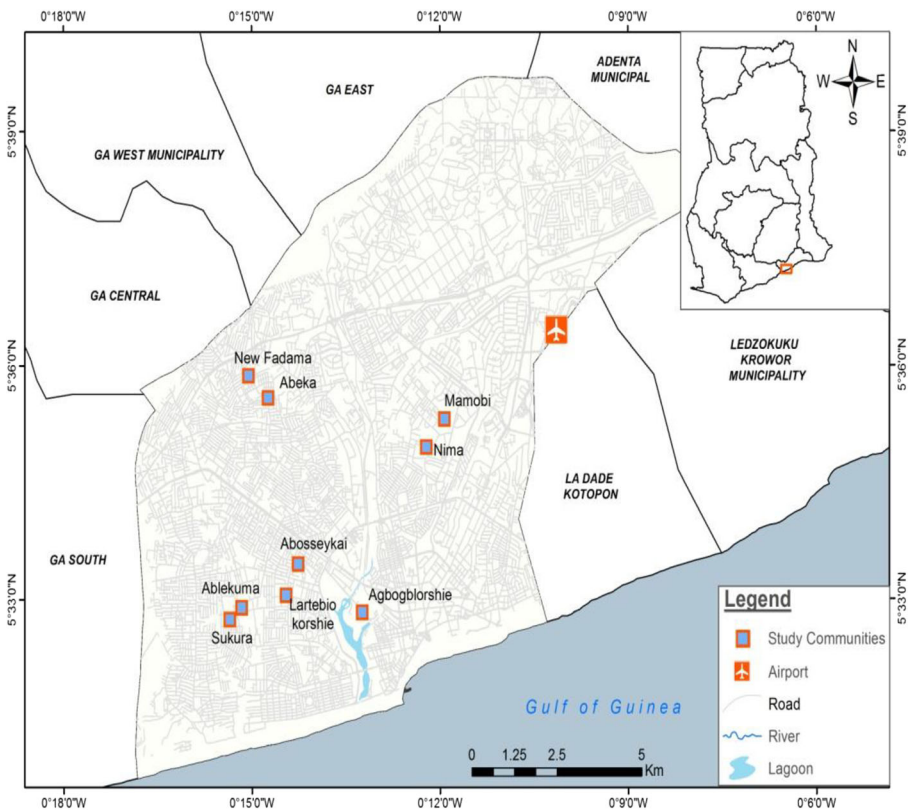 0°18'0"W
0°15'0"W
0°12'0"W
0°9'0"W
0°6'0"W
5°39'0"N
5°36'0"N
5°33'0"N
5°39'0"N
5°36'0"N
5°33'0"N
ADENTA
MUNICIPAL
GA EAST
GA WEST MUNICIPALITY
GA CENTRAL
N
W
E
S
LEDZOKUKU
KROWOR
MUNICIPALITY
New Fadama
Abeka
Mamobi
Nima
LA DADE
KOTOPON
GA SOUTH
Abosseykai
Ablekuma
Lartebio
korshie
Agbogblorshie
Sukura
Gulf of Guinea
0
1.25
2.5
5
Km
Legend
Study Communities
Airport
Road
River
Lagoon
0°18'0"W
0°15'0"W
0°12'0"W
0°9'0"W
0°6'0"W